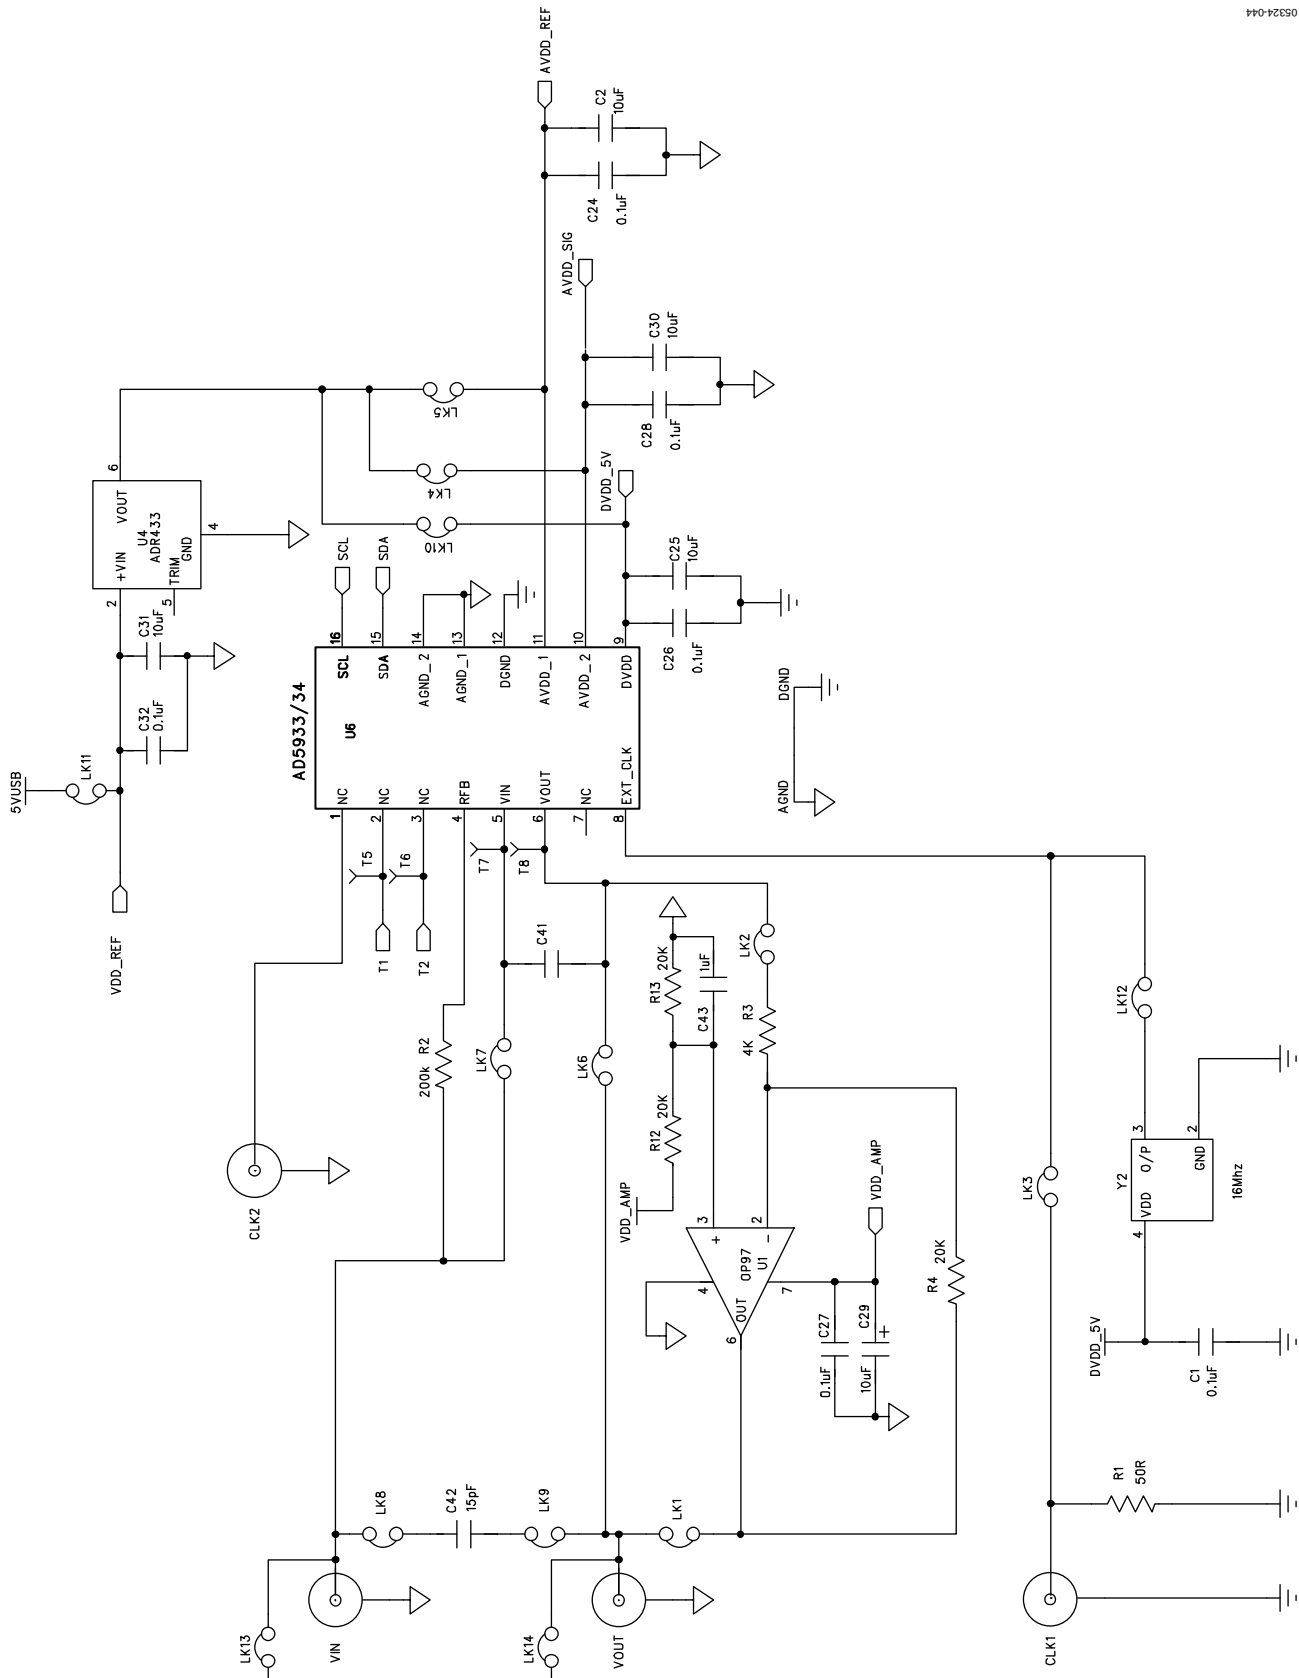 05324-044
AVDD_REF
C2
10uF
C24
0.1uF
AVDD_SIG
C30
10uF
C28
0.1uF
LK5
LK4
LK10
DVDD_5V
C25
10uF
C26
0.1uF
6
VOUT
U4
ADR433
GND
4
+VIN
TRIM
2
5
C31
10uF
C32
0.1uF
5VUSB
LK11
VDD_REF
SCL
SDA
16
15
14
13
12
11
10
9
SCL
SDA
AGND_2
AGND_1
DGND
AVDD_1
AVDD_2
DVDD
AD5933/34
U6
NC
NC
NC
RFB
VIN
VOUT
NC
EXT_CLK
1
2
3
4
5
6
7
8
DGND
AGND
T5
T6
T7
T8
T1
T2
C41
R2
200k
LK7
LK6
CLK2
R13
20K
1uF
C43
LK2
R3
4K
R12
20K
VDD_AMP
3
+
2
-
OP97
U1
OUT
4
7
6
VDD_AMP
C27
0.1uF
C29
10uF
+
R4
20K
LK12
LK3
3
2
O/P
GND
Y2
VDD
4
16Mhz
DVDD_5V
C1
0.1uF
R1
50R
CLK1
LK8
C42
15pF
LK9
LK1
LK13
VIN
LK14
VOUT